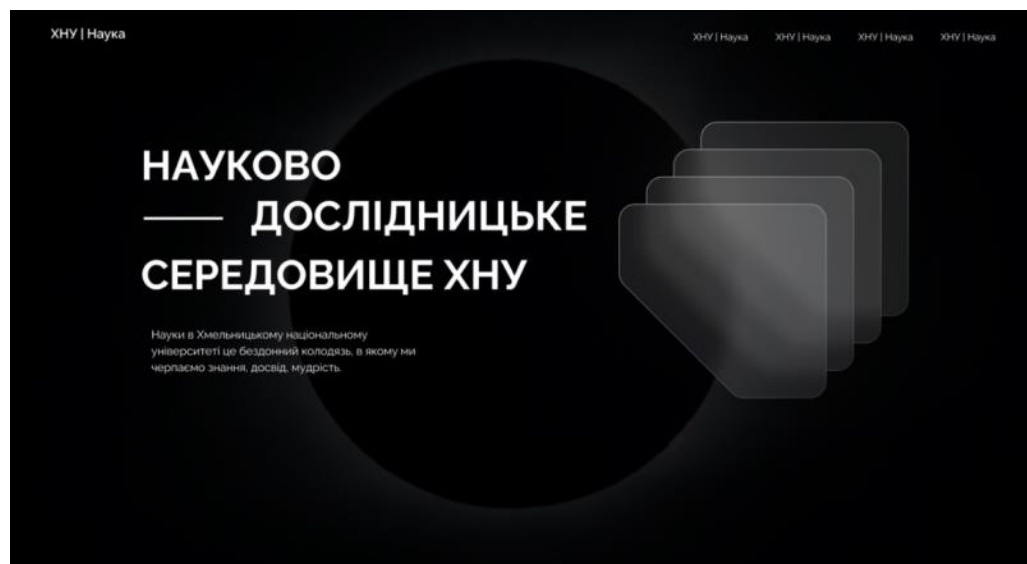 ХНУ | Наука
ХНУ | Наука ХНУ | Наука ХНУ | Наука ХНУ | Наука
НАУКОВО
ДОСЛІДНИЦЬКЕ
СЕРЕДОВИЩЕ ХНУ
Науки в Хмельницькому національному
університеті це бездонний колодязь, в якому ми
черпаємо знання, досвід, мудрість.